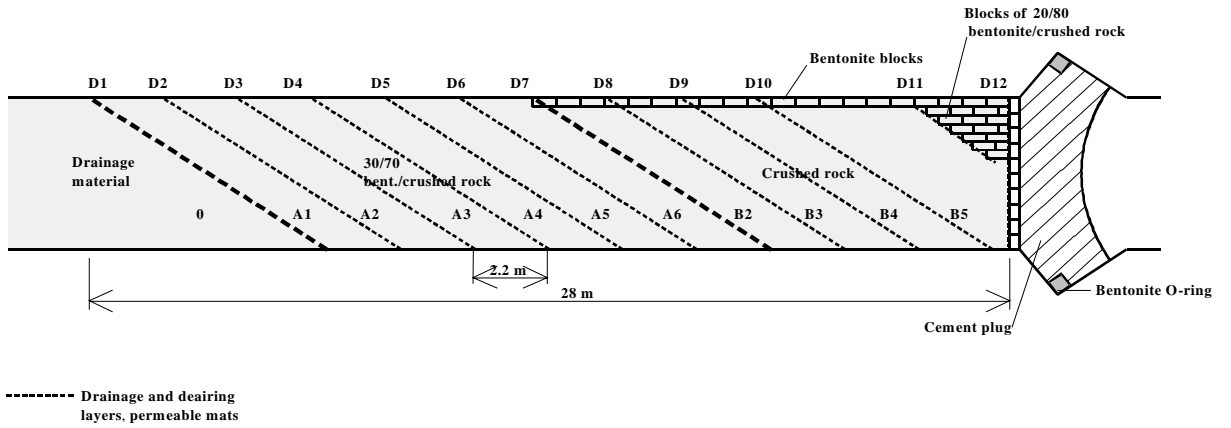 Blocks of 20/80
bentonite/crushed rock
Bentonite blocks
D1 D2 D3 D4 D5 D6 D7 D8 D9 D10 D11 D12
Drainage
material
30/70
bent./crushed rock
Crushed rock
0 A1 A2 A3 A4 A5 A6 B2 B3 B4 B5
2.2 m
28 m
Bentonite O-ring
Cement plug
Drainage and deairing
layers, permeable mats